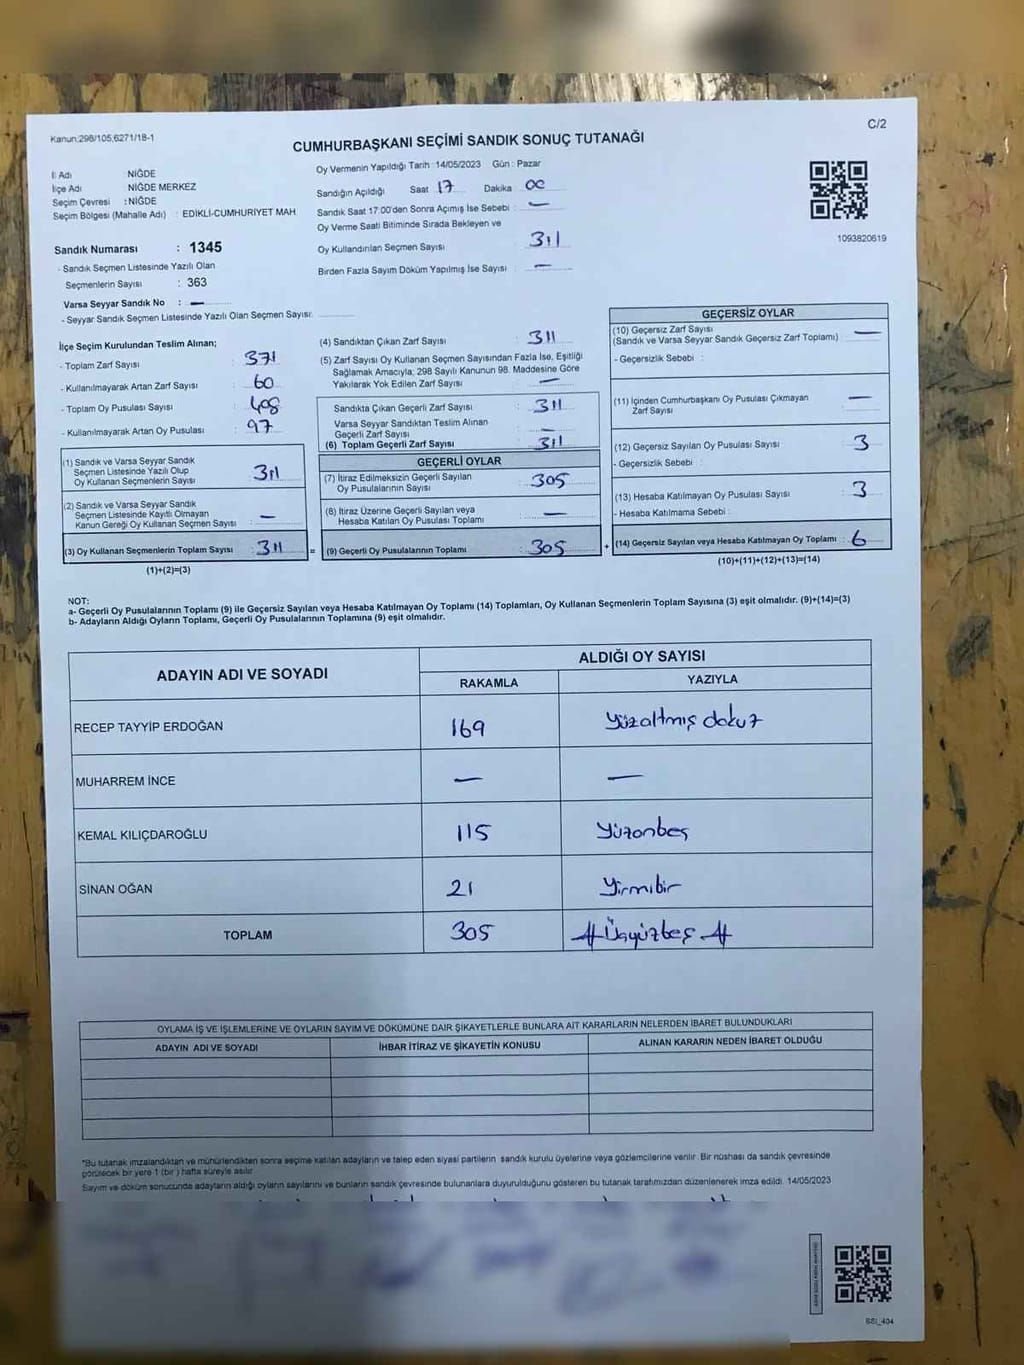 Kanun:298/105,6271/18-1
C/2
CUMHURBAŞKANI SEÇİMİ SANDIK SONUÇ TUTANAĞI
İl Adı NİĞDE
İlçe Adı NİĞDE MERKEZ
Seçim Çevresi : NİĞDE
Seçim Bölgesi (Mahalle Adı) : EDİKLİ-CUMHURİYET MAH
Sandık Numarası : 1345
- Sandık Seçmen Listesinde Yazılı Olan
Seçmenlerin Sayısı : 363
Varsa Seyyar Sandık No : —
- Seyyar Sandık Seçmen Listesinde Yazılı Olan Seçmen Sayısı:
Oy Vermenin Yapıldığı Tarih : 14/05/2023 Gün : Pazar
Sandığın Açıldığı Saat 17 Dakika 00
Sandık Saat 17:00'den Sonra Açılmış İse Sebebi : —
Oy Verme Saati Bitiminde Sırada Bekleyen ve
Oy Kullandırılan Seçmen Sayısı 311
Birden Fazla Sayım Döküm Yapılmış İse Sayısı : —
1093820619
İlçe Seçim Kurulundan Teslim Alınan;
- Toplam Zarf Sayısı : 371
- Kullanılmayarak Artan Zarf Sayısı : 60
- Toplam Oy Pusulası Sayısı : 408
- Kullanılmayarak Artan Oy Pusulası : 97
(1) Sandık ve Varsa Seyyar Sandık
Seçmen Listesinde Yazılı Olup
Oy Kullanan Seçmenlerin Sayısı : 311
(2) Sandık ve Varsa Seyyar Sandık
Seçmen Listesinde Kayıtlı Olmayan
Kanun Gereği Oy Kullanan Seçmen Sayısı : —
(3) Oy Kullanan Seçmenlerin Toplam Sayısı : 311
(1)+(2)=(3)
=
(4) Sandıktan Çıkan Zarf Sayısı : 311
(5) Zarf Sayısı Oy Kullanan Seçmen Sayısından Fazla İse, Eşitliği
Sağlamak Amacıyla; 298 Sayılı Kanunun 98. Maddesine Göre
Yakılarak Yok Edilen Zarf Sayısı : —
Sandıkta Çıkan Geçerli Zarf Sayısı : 311
Varsa Seyyar Sandıktan Teslim Alınan
Geçerli Zarf Sayısı : —
(6) Toplam Geçerli Zarf Sayısı : 311
GEÇERLİ OYLAR
(7) İtiraz Edilmeksizin Geçerli Sayılan
Oy Pusulalarının Sayısı : 305
(8) İtiraz Üzerine Geçerli Sayılan veya
Hesaba Katılan Oy Pusulası Toplamı : —
(9) Geçerli Oy Pusulalarının Toplamı : 305
+
GEÇERSİZ OYLAR
(10) Geçersiz Zarf Sayısı : —
(Sandık ve Varsa Seyyar Sandık Geçersiz Zarf Toplamı)
- Geçersizlik Sebebi :
(11) İçinden Cumhurbaşkanı Oy Pusulası Çıkmayan : —
Zarf Sayısı
(12) Geçersiz Sayılan Oy Pusulası Sayısı : 3
- Geçersizlik Sebebi :
(13) Hesaba Katılmayan Oy Pusulası Sayısı : 3
- Hesaba Katılmama Sebebi :
(14) Geçersiz Sayılan veya Hesaba Katılmayan Oy Toplamı : 6
(10)+(11)+(12)+(13)=(14)
NOT:
a- Geçerli Oy Pusulalarının Toplamı (9) ile Geçersiz Sayılan veya Hesaba Katılmayan Oy Toplamı (14) Toplamları, Oy Kullanan Seçmenlerin Toplam Sayısına (3) eşit olmalıdır. (9)+(14)=(3)
b- Adayların Aldığı Oyların Toplamı, Geçerli Oy Pusulalarının Toplamına (9) eşit olmalıdır.
ADAYIN ADI VE SOYADI
ALDIĞI OY SAYISI
RAKAMLA YAZIYLA
RECEP TAYYİP ERDOĞAN 169 Yüzaltmış dokuz
MUHARREM İNCE — —
KEMAL KILIÇDAROĞLU 115 Yüzonbeş
SİNAN OĞAN 21 Yirmibir
TOPLAM 305 #Üçyüzbeş#
OYLAMA İŞ VE İŞLEMLERİNE VE OYLARIN SAYIM VE DÖKÜMÜNE DAİR ŞİKAYETLERLE BUNLARA AİT KARARLARIN NELERDEN İBARET BULUNDUKLARI
ADAYIN ADI VE SOYADI İHBAR İTİRAZ VE ŞİKAYETİN KONUSU ALINAN KARARIN NEDEN İBARET OLDUĞU
*Bu tutanak imzalandıktan ve mühürlendikten sonra seçime katılan adayların ve talep eden siyasi partilerin sandık kurulu üyelerine veya gözlemcilerine verilir. Bir nüshası da sandık çevresinde
görülecek bir yere 1 (bir) hafta süreyle asılır.
Sayım ve döküm sonucunda adayların aldığı oyların sayılarını ve bunların sandık çevresinde bulunanlara duyurulduğunu gösteren bu tutanak tarafımızdan düzenlenerek imza edildi. 14/05/2023
SSI_404